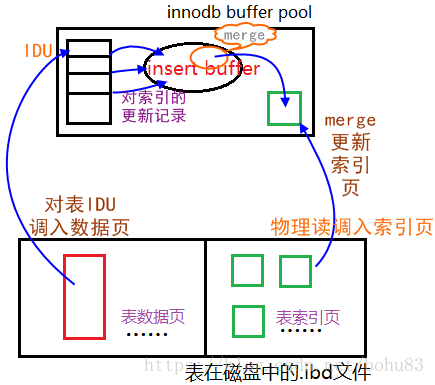 innodb buffer pool
merge
IDU
insert buffer
对索引的
更新记录
merge
更新
索引
页
对表IDU
调入数据页
物理读调入索引页
表数据页
......
表索引页
......
表在磁盘中的.ibd文件